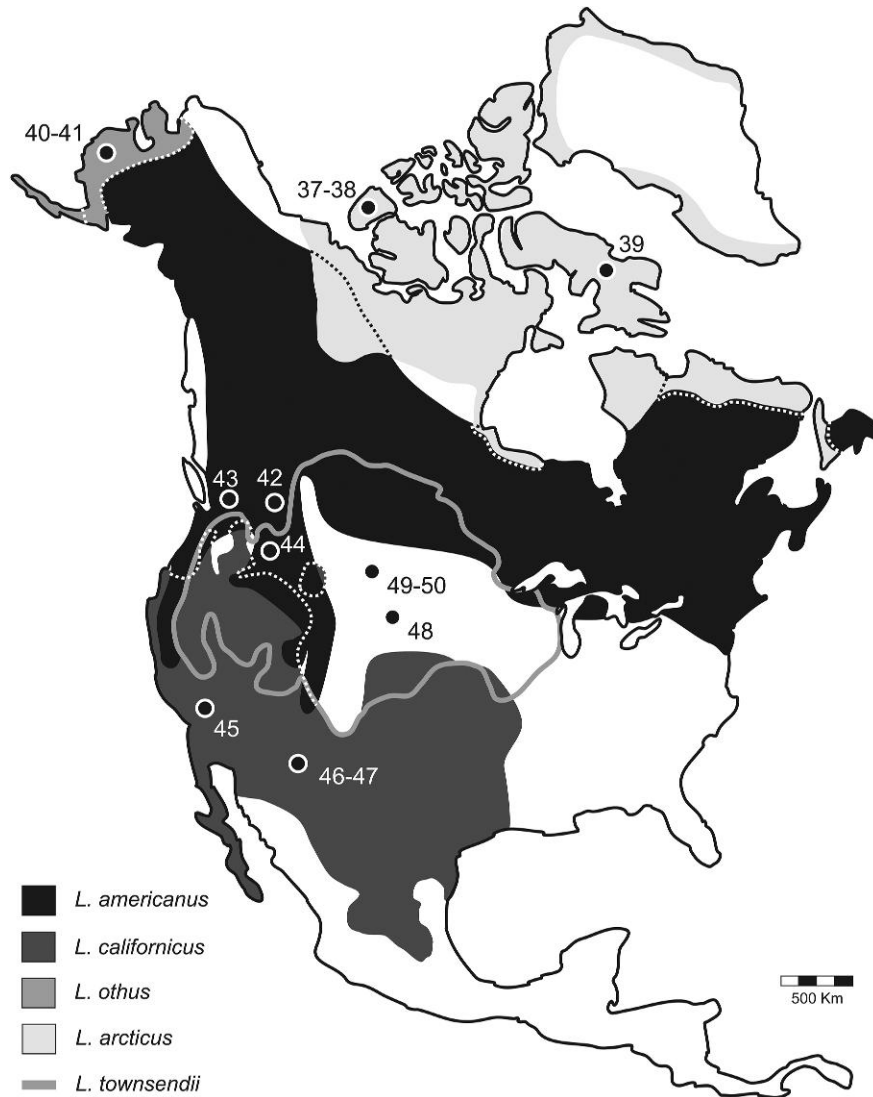 40-41
37-38
39
43
42
44
49-50
48
45
46-47
L. americanus
L. californicus
L. othus
L. arcticus
L. townsendii
500 Km